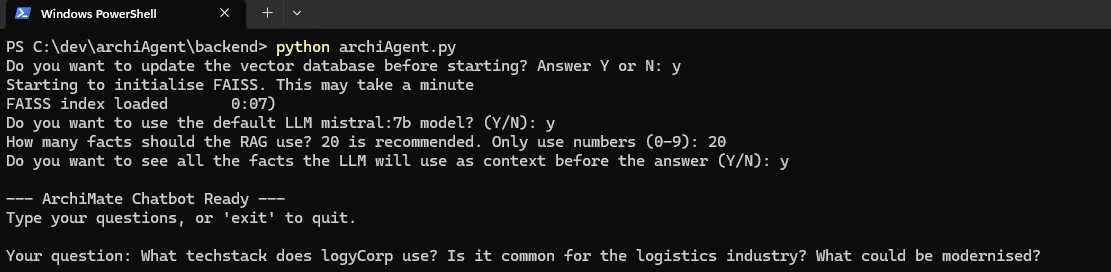 Windows PowerShell
PS C:\dev\archiAgent\backend> python archiAgent.py
Do you want to update the vector database before starting? Answer Y or N: y
Starting to initialise FAISS. This may take a minute
FAISS index loaded       0:07)
Do you want to use the default LLM mistral:7b model? (Y/N): y
How many facts should the RAG use? 20 is recommended. Only use numbers (0-9): 20
Do you want to see all the facts the LLM will use as context before the answer (Y/N): y
--- ArchiMate Chatbot Ready ---
Type your questions, or 'exit' to quit.
Your question: What techstack does logyCorp use? Is it common for the logistics industry? What could be modernised?